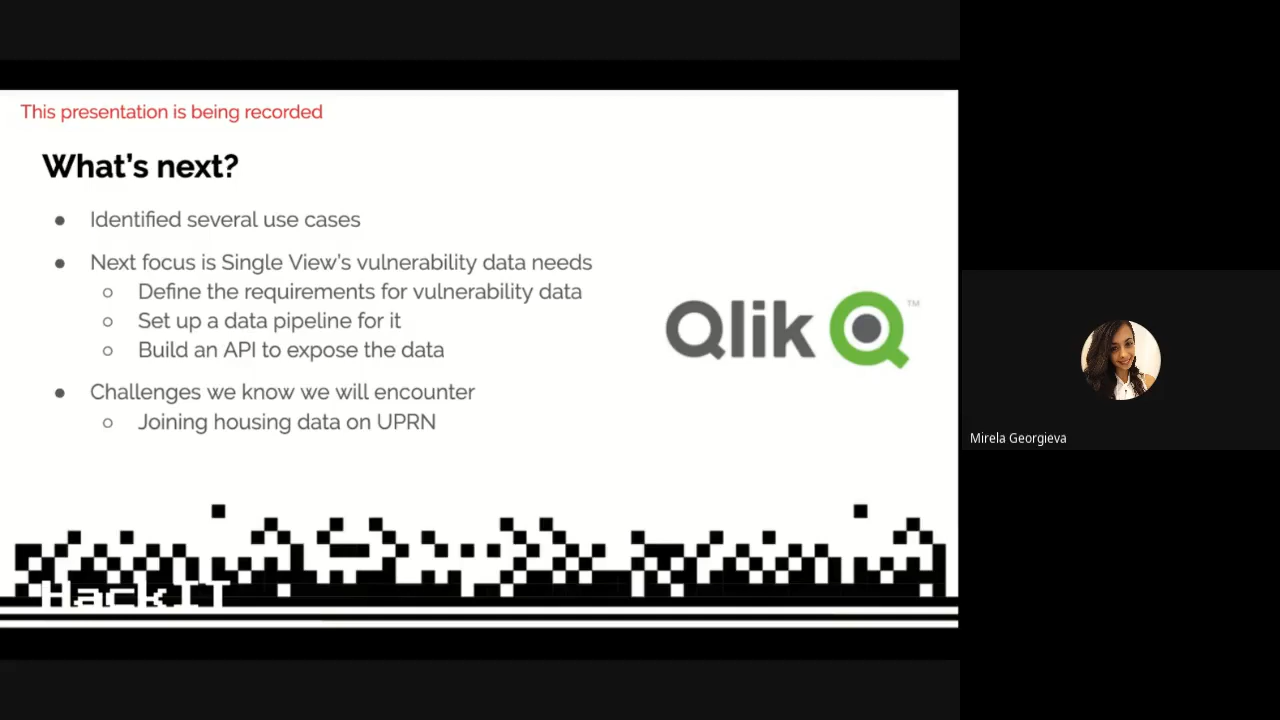 This presentation is being recorded
What's next?
● Identified several use cases
● Next focus is Single View's vulnerability data needs
○ Define the requirements for vulnerability data
○ Set up a data pipeline for it
○ Build an API to expose the data
● Challenges we know we will encounter
○ Joining housing data on UPRN
Qlik ™
HackIT
Mirela Georgieva